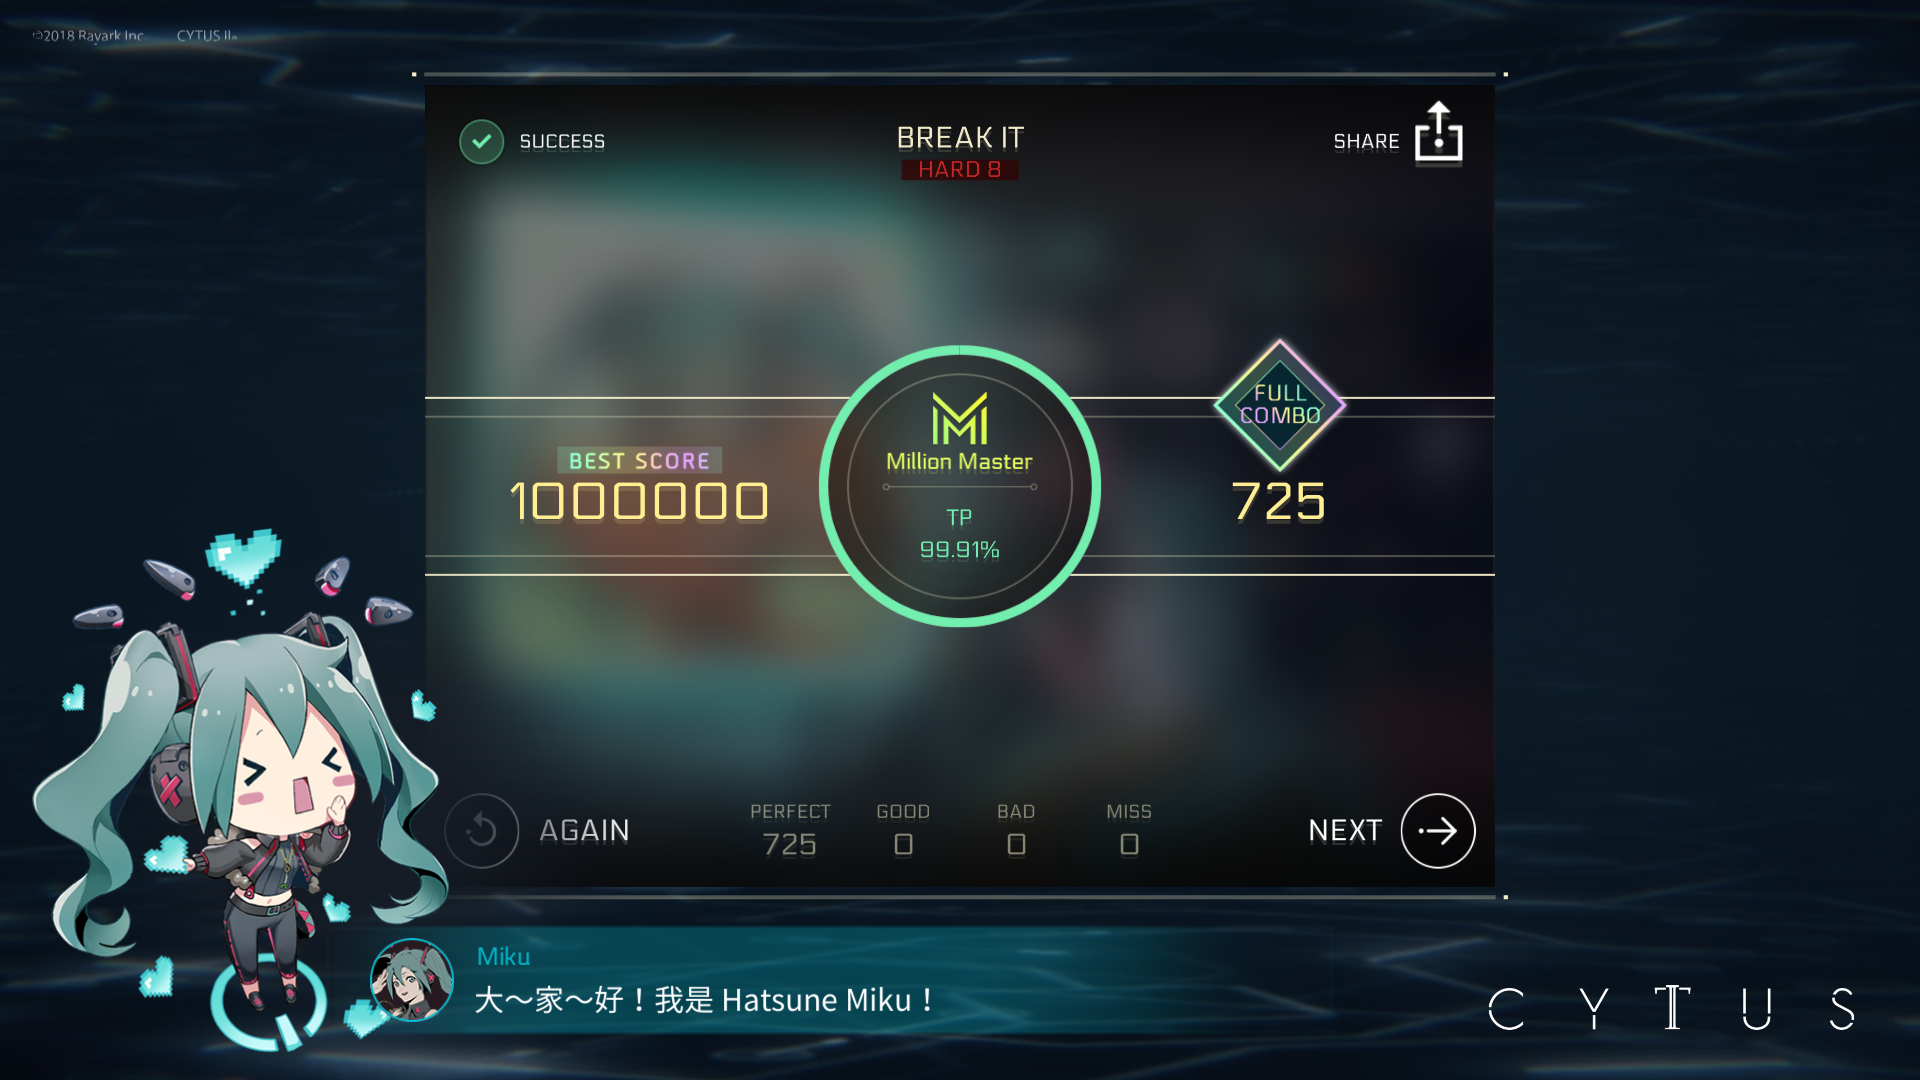 ©2018 Rayark Inc. CYTUS II
SUCCESS
BREAK IT
HARD 8
SHARE
FULL
COMBO
BEST SCORE
1000000
Million Master
TP
99.91%
725
AGAIN
PERFECT GOOD BAD MISS
725 0 0 0
NEXT
Miku
大～家～好！我是 Hatsune Miku！
CYTUS